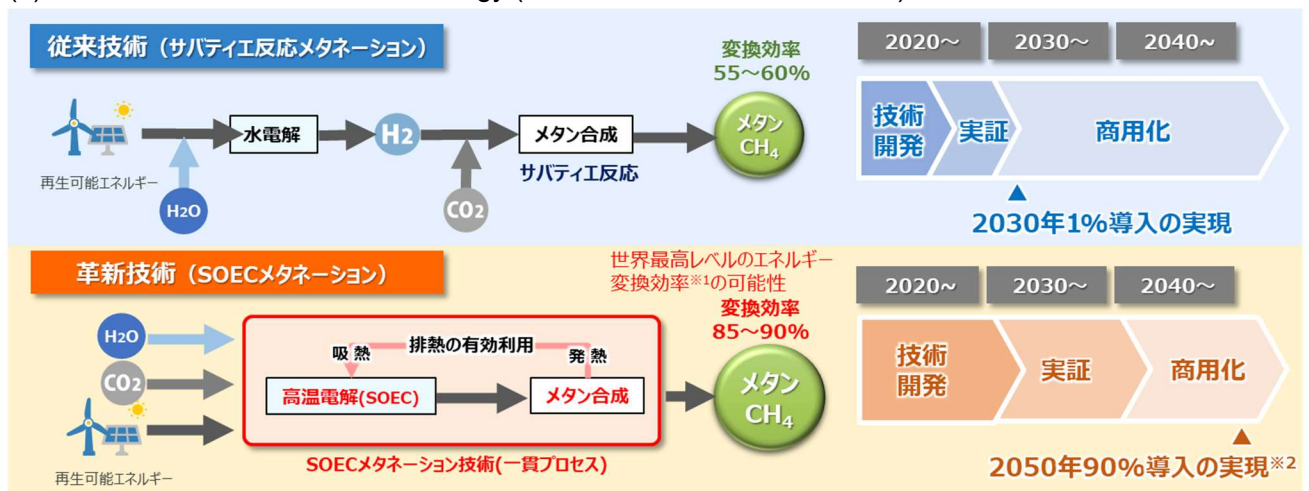 従来技術（サバティエ反応メタネーション）
再生可能エネルギー
H2O
水電解
H2
CO2
メタン合成
サバティエ反応
変換効率
55～60%
メタン
CH4
2020～
2030～
2040~
技術
開発
実証
商用化
2030年1%導入の実現
革新技術（SOECメタネーション）
H2O
CO2
再生可能エネルギー
吸 熱
排熱の有効利用
発 熱
高温電解(SOEC)
メタン合成
SOECメタネーション技術(一貫プロセス)
世界最高レベルのエネルギー
変換効率※1の可能性
変換効率
85～90%
メタン
CH4
2020~
2030～
2040～
技術
開発
実証
商用化
2050年90%導入の実現※2